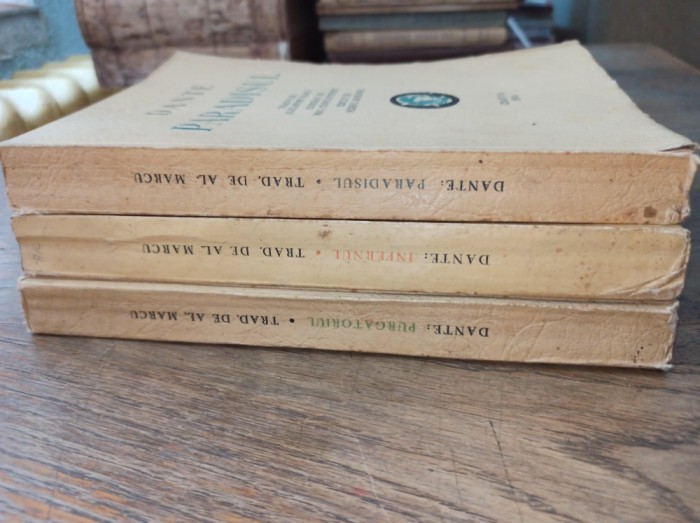 DANTE
PARADISUL
DANTE: PARADISUL • TRAD. DE AL. MARCU
DANTE: INFERNUL • TRAD. DE AL. MARCU
DANTE: PURGATORIUL • TRAD. DE AL. MARCU